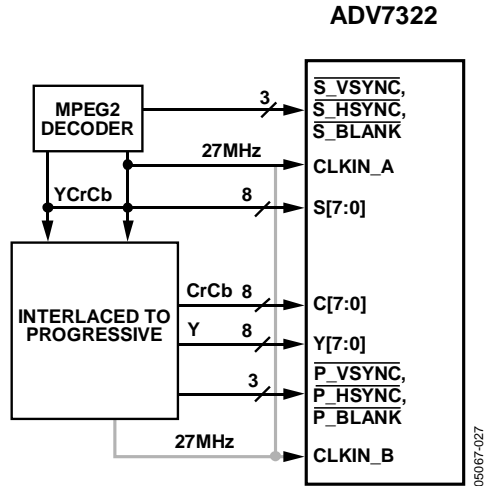 ADV7322
MPEG2
DECODER
3
S_VSYNC,
S_HSYNC,
S_BLANK
27MHz
CLKIN_A
YCrCb
8
S[7:0]
INTERLACED TO
PROGRESSIVE
CrCb 8
C[7:0]
Y 8
Y[7:0]
3
P_VSYNC,
P_HSYNC,
P_BLANK
27MHz
CLKIN_B
05067-027